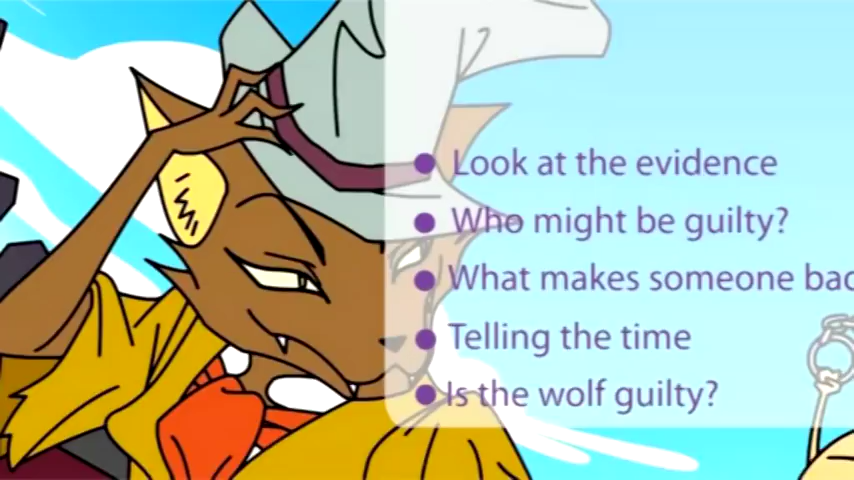 ● Look at the evidence
● Who might be guilty?
● What makes someone bad
● Telling the time
● Is the wolf guilty?